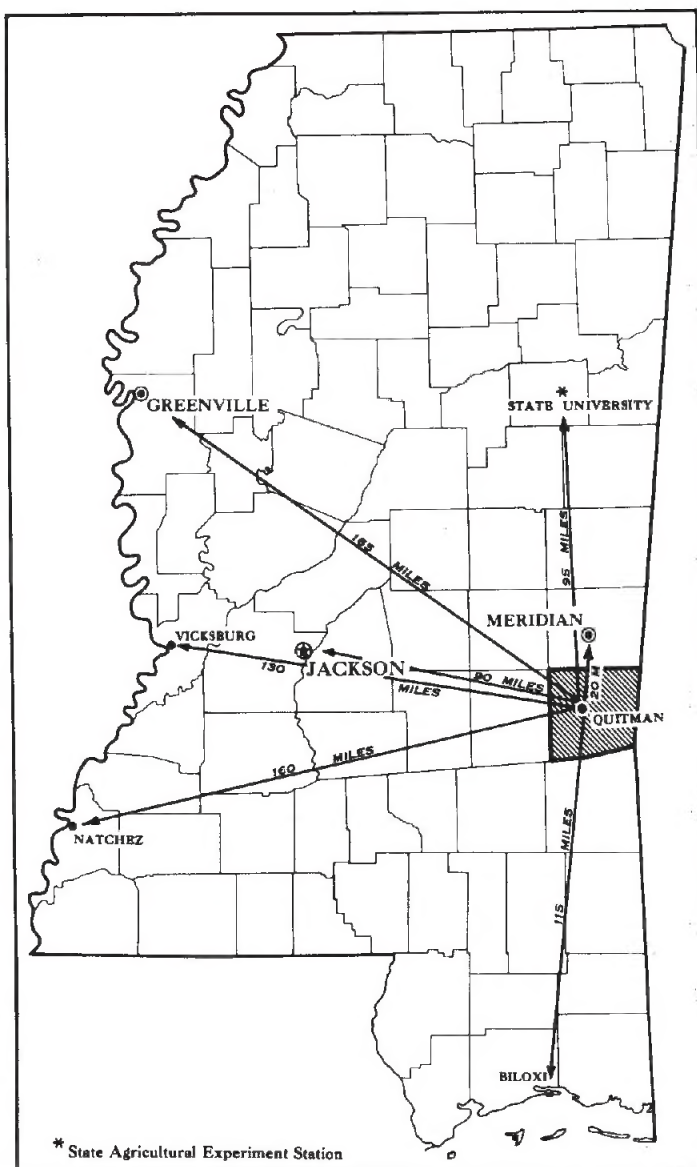 GREENVILLE
*
STATE UNIVERSITY
165 MILES
95 MILES
MERIDIAN
VICKSBURG
JACKSON
130 MILES
90 MILES
20 M
QUITMAN
160 MILES
NATCHEZ
115 MILES
BILOXI
* State Agricultural Experiment Station